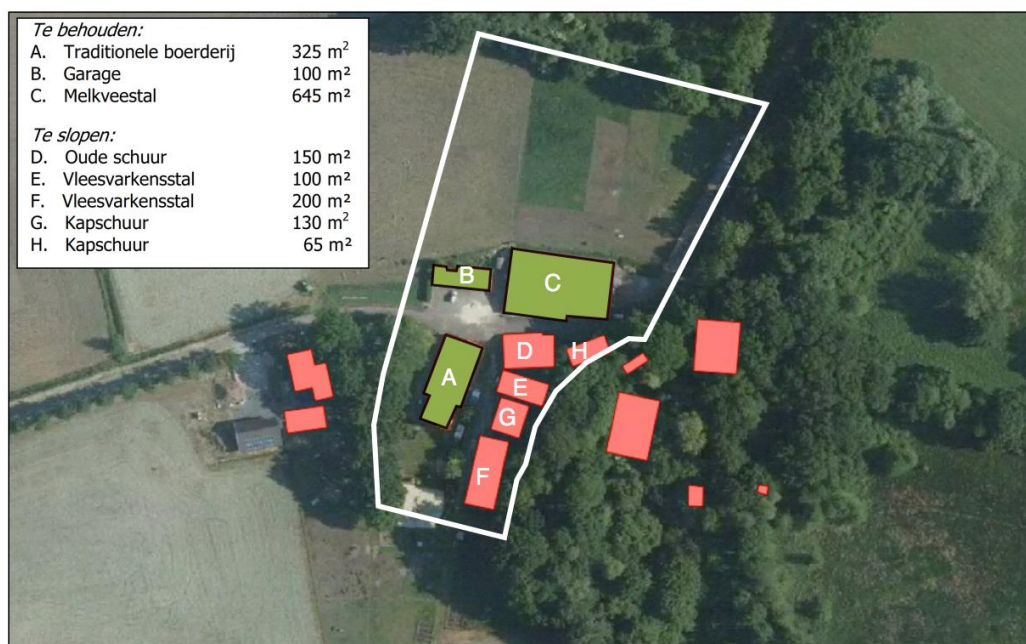 Te behouden:
A. Traditionele boerderij 325 m²
B. Garage 100 m²
C. Melkveestal 645 m²
Te slopen:
D. Oude schuur 150 m²
E. Vleesvarkensstal 100 m²
F. Vleesvarkensstal 200 m²
G. Kapschuur 130 m²
H. Kapschuur 65 m²
B
C
D
H
A
E
G
F